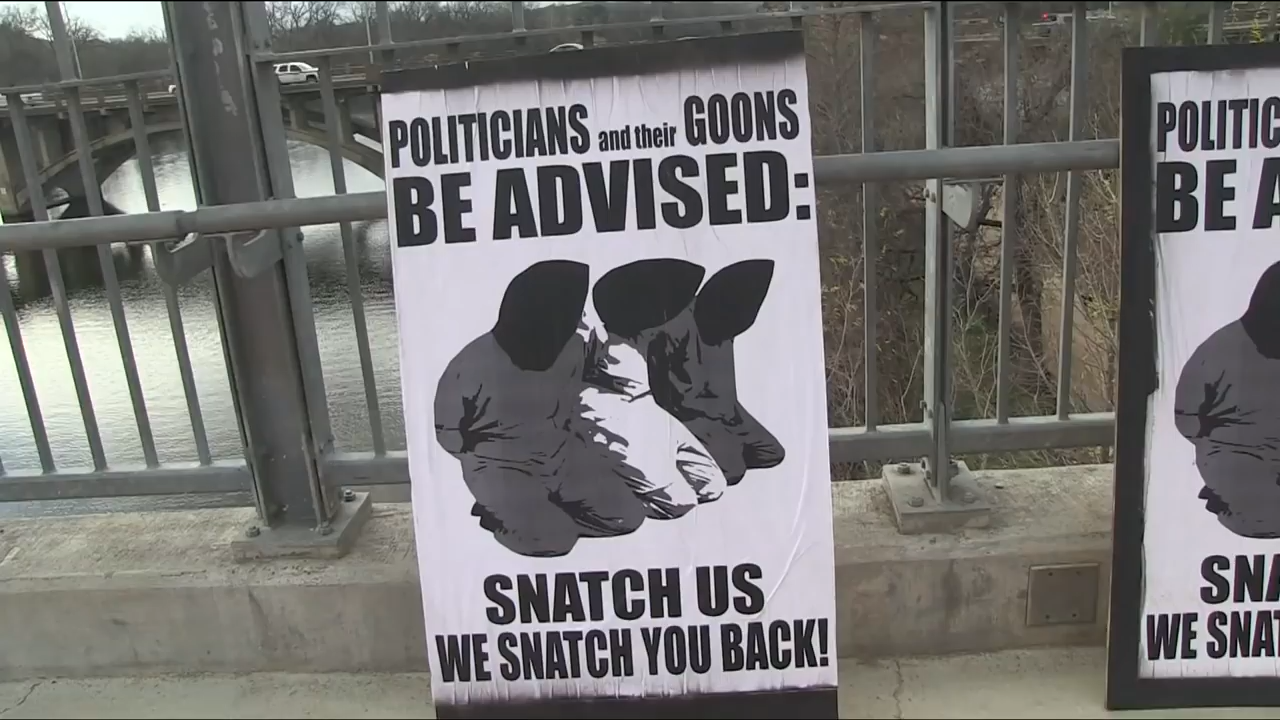 POLITICIANS and their GOONS
BE ADVISED:
SNATCH US
WE SNATCH YOU BACK!
POLITIC
BE A
SNA
WE SNAT